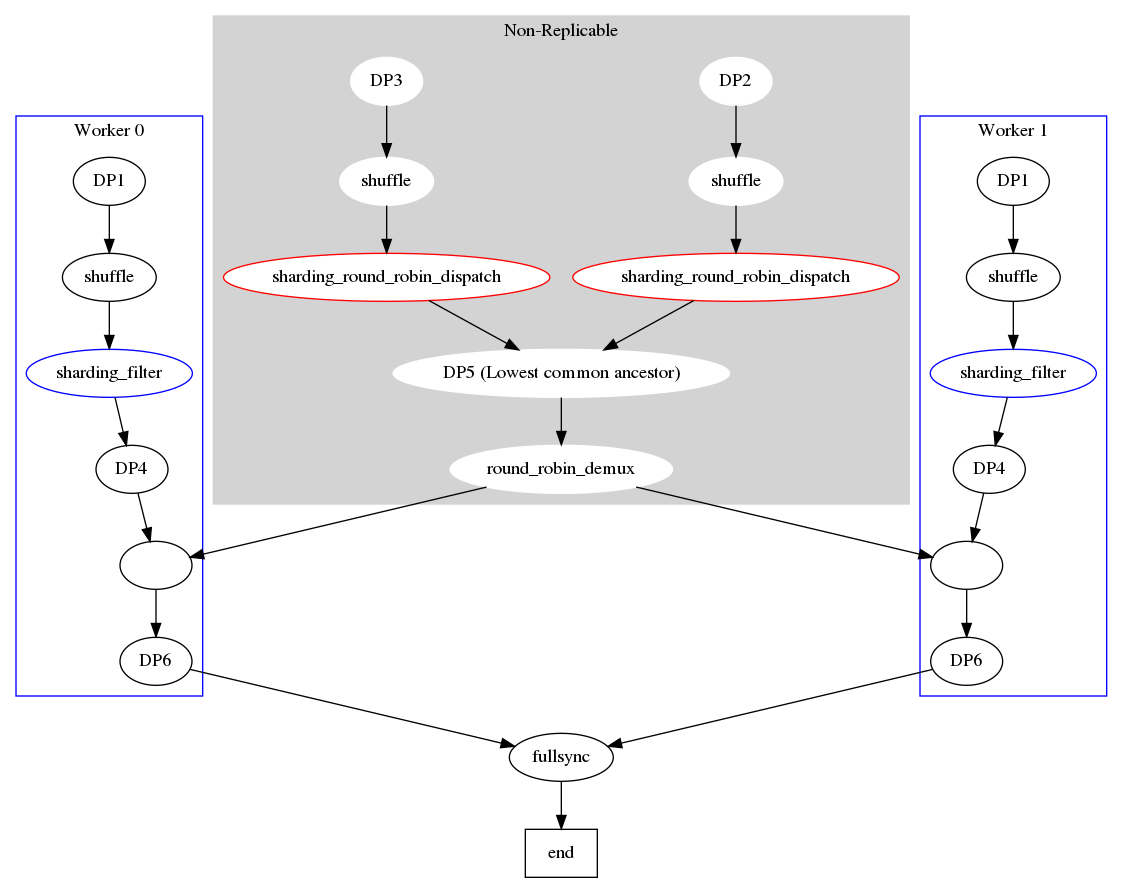 Non-Replicable
DP3
DP2
Worker 0
Worker 1
DP1
shuffle
shuffle
DP1
shuffle
sharding_round_robin_dispatch
sharding_round_robin_dispatch
shuffle
sharding_filter
DP5 (Lowest common ancestor)
sharding_filter
DP4
round_robin_demux
DP4
DP6
DP6
fullsync
end